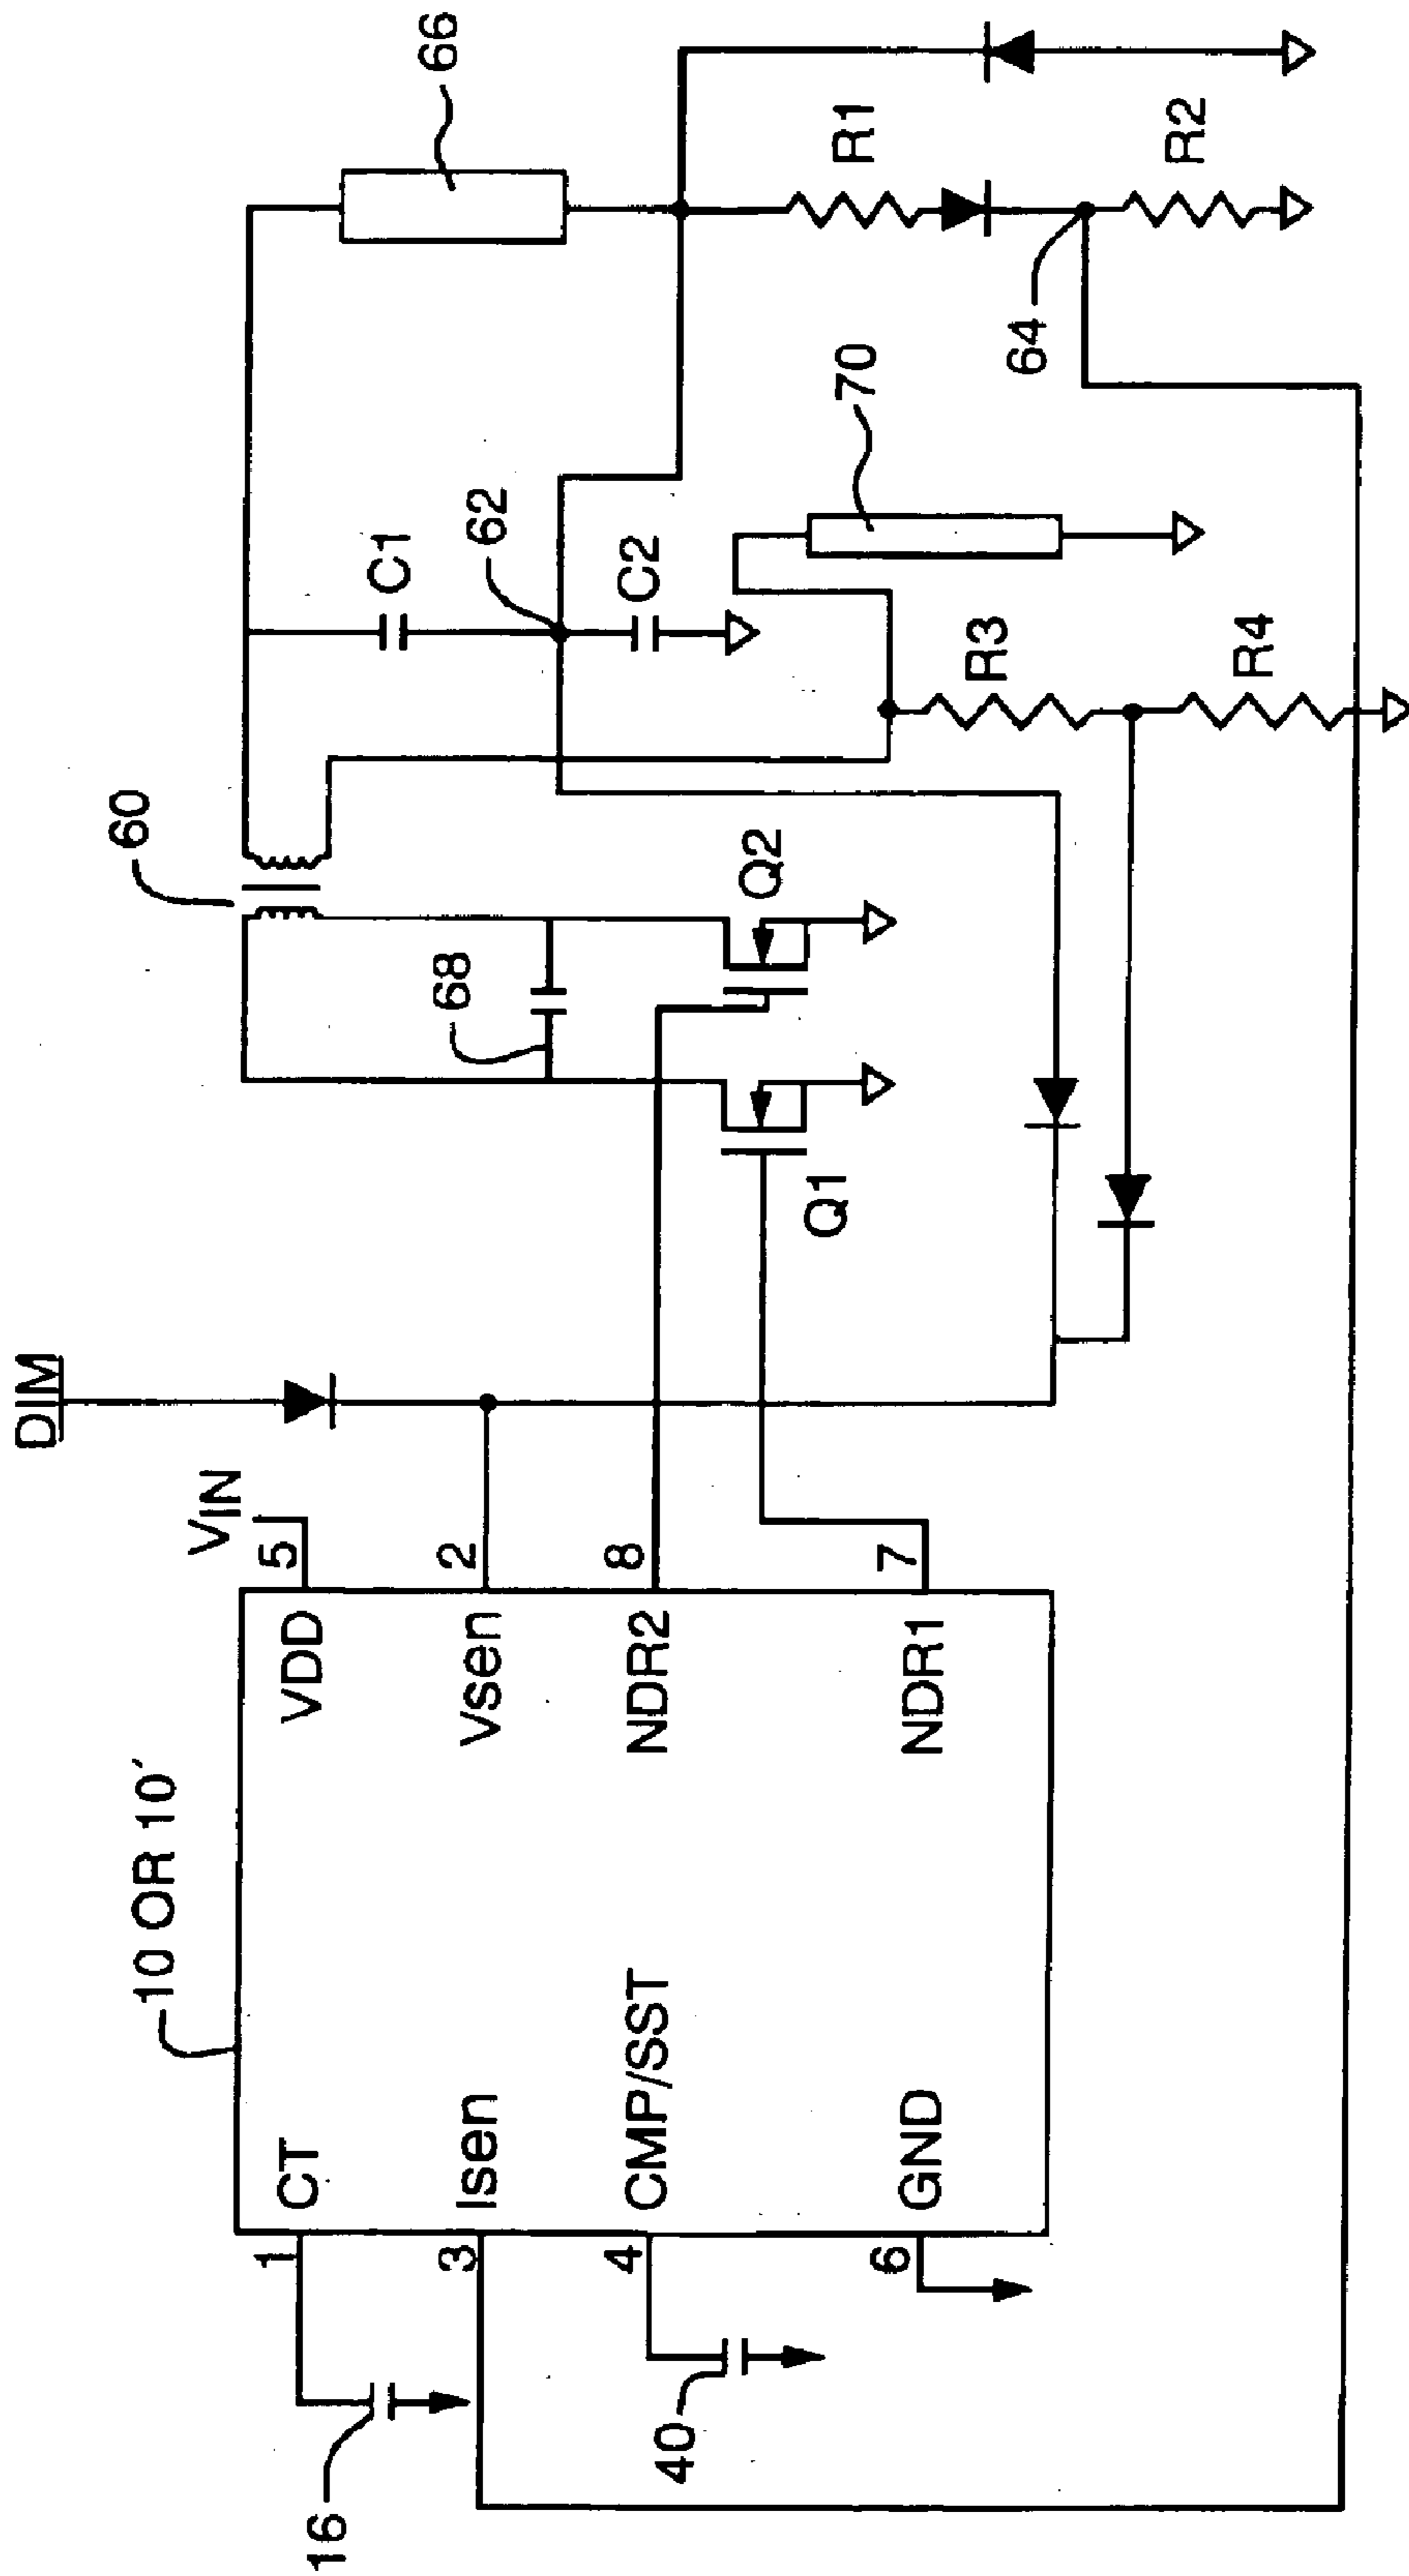 DIM
10 OR 10´
60
66
VIN
1
CT
VDD
5
3
Isen
Vsen
2
4
CMP/SST
NDR2
8
6
GND
NDR1
7
16
40
68
Q1
Q2
C1
62
C2
70
R3
R4
64
R1
R2